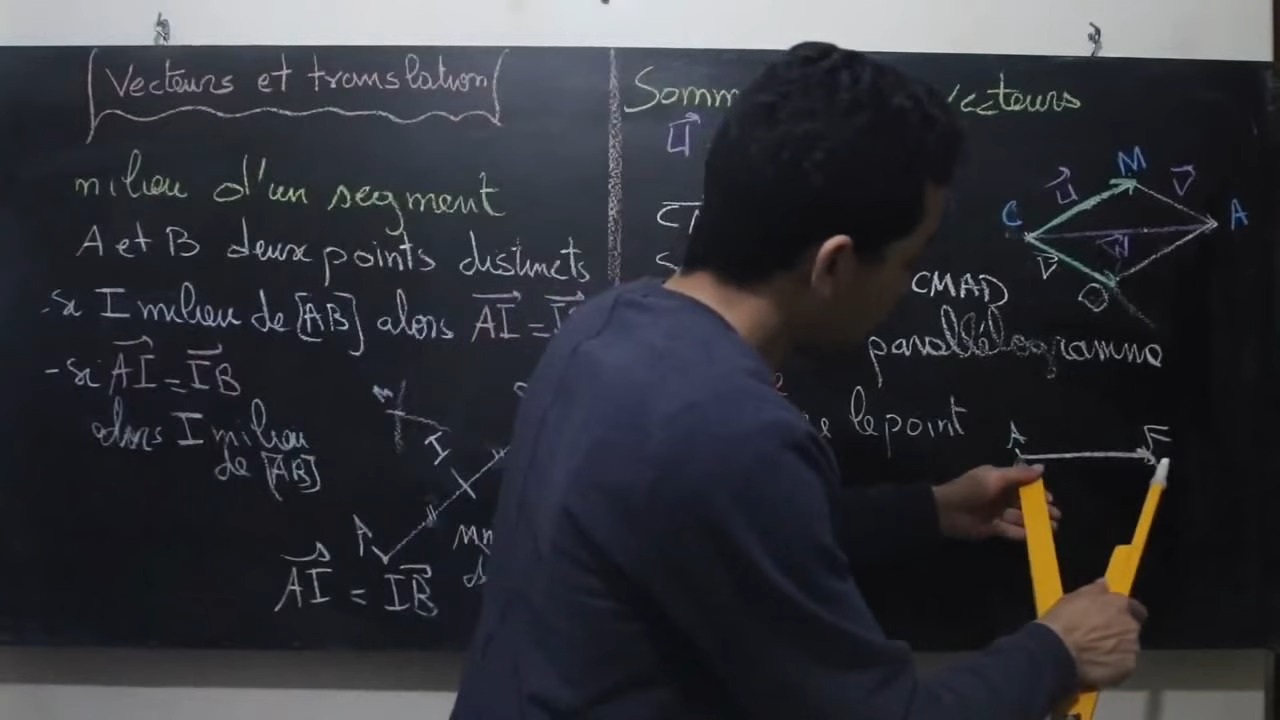 Vecteurs et translation
milieu d'un segment
A et B deux points distincts
- si I milieu de [AB] alors AI =
- si AI = IB
alors I milieu
de [AB]
I
A
AI = IB
Somm
vecteurs
u
M
u
v
C
A
v
D
CMAD
parallélogramme
le point
A
F